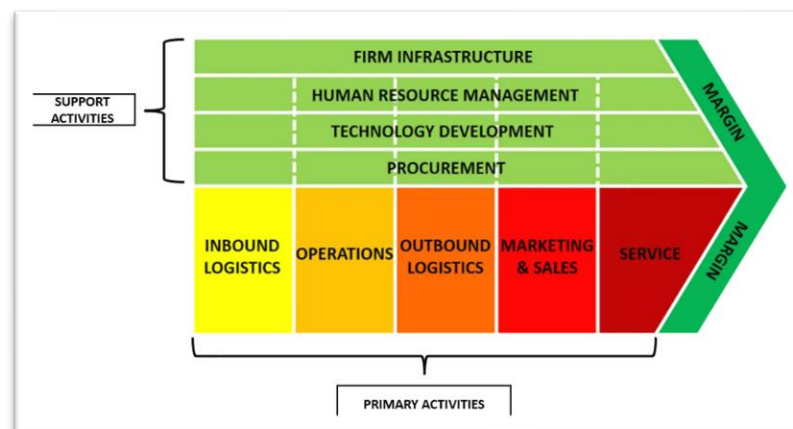 FIRM INFRASTRUCTURE
HUMAN RESOURCE MANAGEMENT
TECHNOLOGY DEVELOPMENT
PROCUREMENT
SUPPORT
ACTIVITIES
MARGIN
INBOUND
LOGISTICS
OPERATIONS
OUTBOUND
LOGISTICS
MARKETING
& SALES
SERVICE
MARGIN
PRIMARY ACTIVITIES